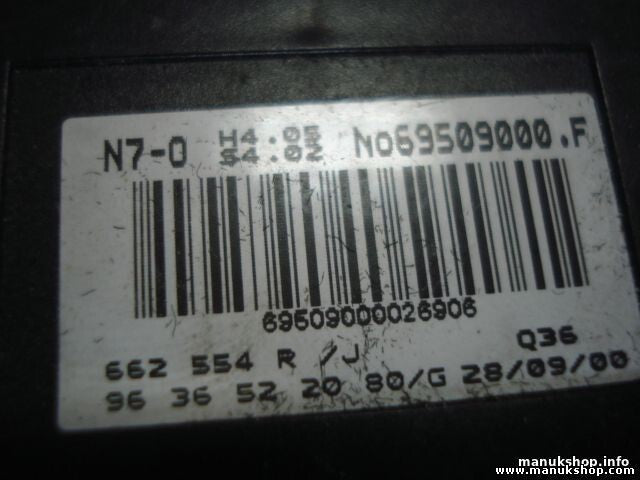 N7-O H4.05 No69509000.F
S4.02
69509000026906
662 554 R /J Q36
96 36 52 20 80/G 28/09/00
manukshop.info
www.manukshop.com